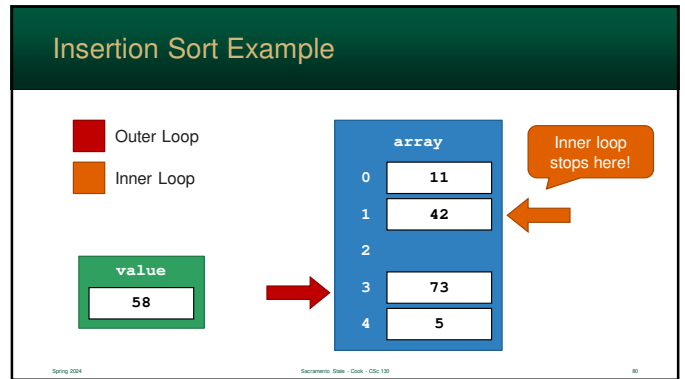 Insertion Sort Example
Outer Loop
Inner Loop
value
58
array
0 11
1 42
2
3 73
4 5
Inner loop
stops here!
Spring 2024
Sacramento State - Cook - CSc 130
80